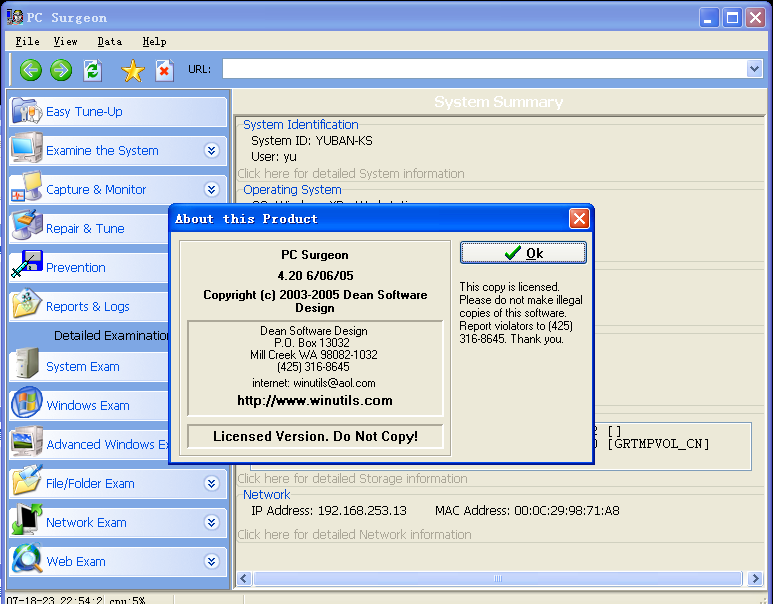 PC Surgeon
File View Data Help
URL:
Easy Tune-Up
Examine the System
Capture & Monitor
Repair & Tune
Prevention
Reports & Logs
Detailed Examination
System Exam
Windows Exam
Advanced Windows Ex
File/Folder Exam
Network Exam
Web Exam
System Summary
System Identification
System ID: YUBAN-KS
User: yu
Click here for detailed System information
Operating System
About this Product
PC Surgeon
4.20 6/06/05
Copyright (c) 2003-2005 Dean Software
Design
Dean Software Design
P.O. Box 13032
Mill Creek WA 98082-1032
(425) 316-8645
internet: winutils@aol.com
http://www.winutils.com
Licensed Version. Do Not Copy!
Ok
This copy is licensed.
Please do not make illegal
copies of this software.
Report violators to (425)
316-8645. Thank you.
[]
[GRTMPVOL_CN]
Click here for detailed Storage information
Network
IP Address: 192.168.253.13 MAC Address: 00:0C:29:98:71:A8
Click here for detailed Network information
07-18-23 22:54:2 cpu:5%